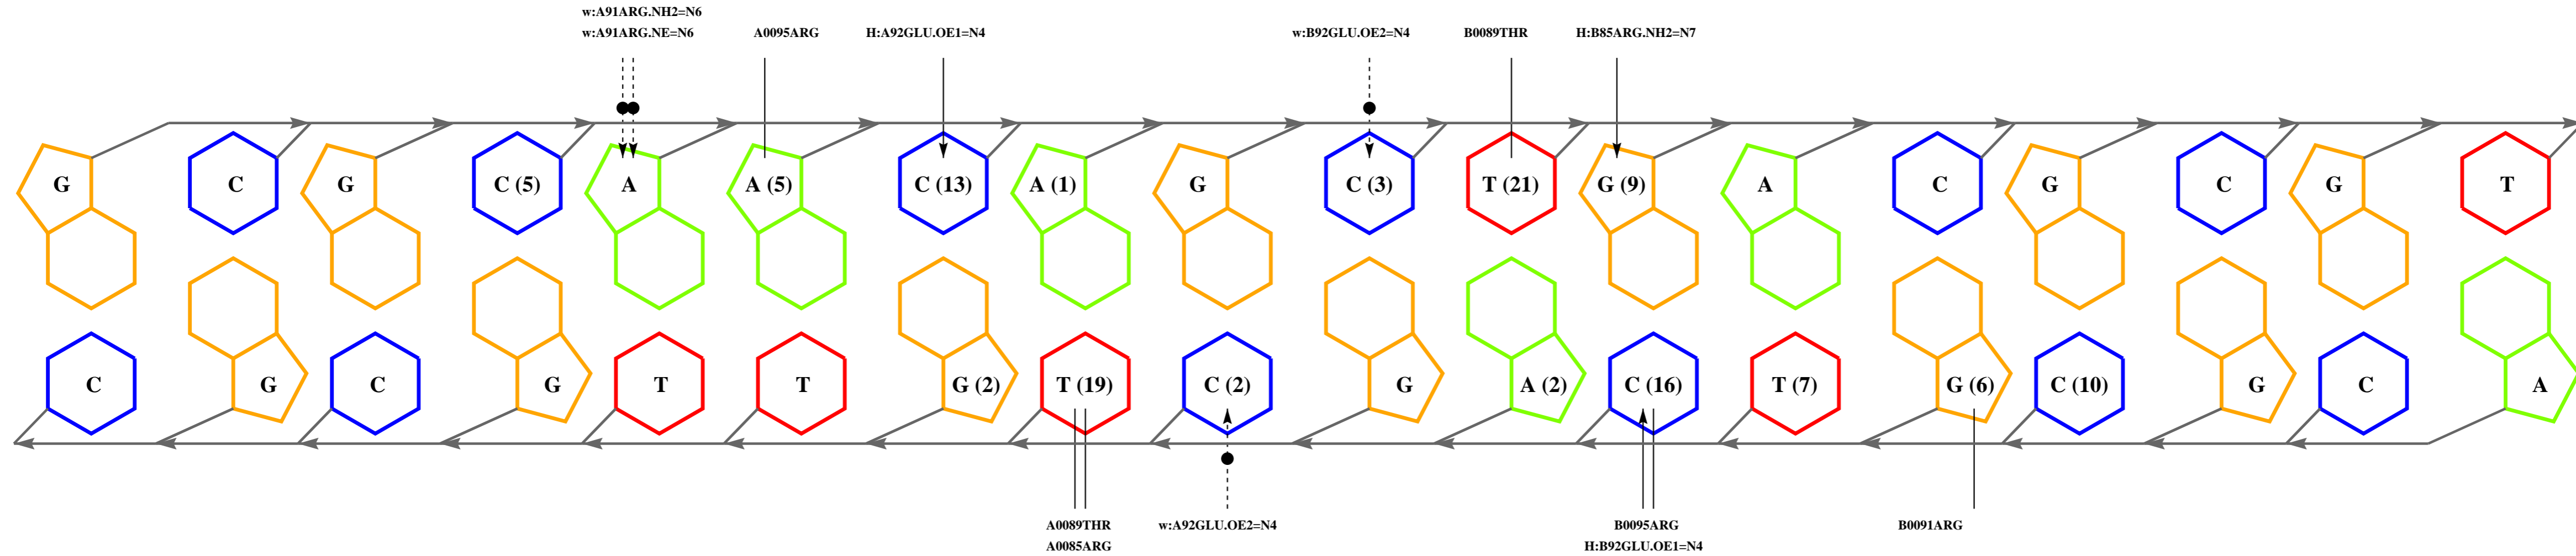 w:A91ARG.NH2=N6
w:A91ARG.NE=N6 A0095ARG H:A92GLU.OE1=N4 w:B92GLU.OE2=N4 B0089THR H:B85ARG.NH2=N7
G C G C (5) A A (5) C (13) A (1) G C (3) T (21) G (9) A C G C G T
C G C G T T G (2) T (19) C (2) G A (2) C (16) T (7) G (6) C (10) G C A
A0089THR w:A92GLU.OE2=N4 B0095ARG B0091ARG
A0085ARG H:B92GLU.OE1=N4